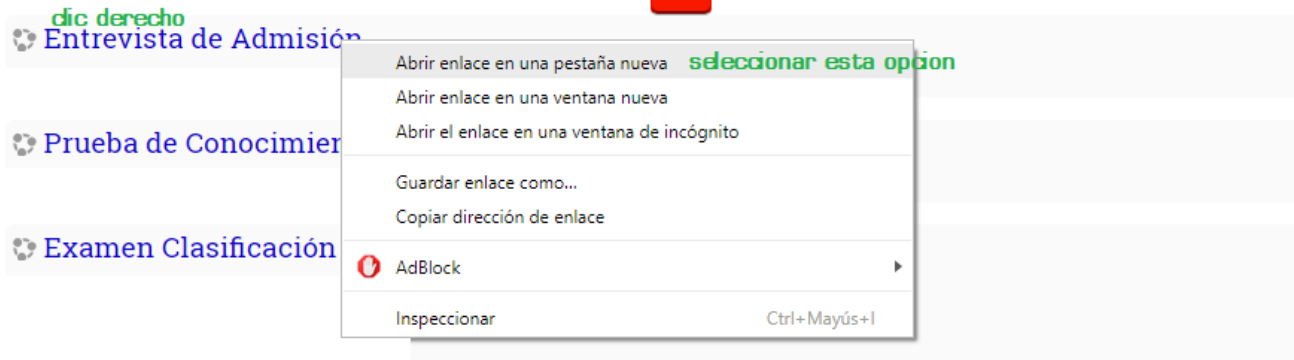 clic derecho
Entrevista de Admisión
Abrir enlace en una pestaña nueva seleccionar esta opcion
Abrir enlace en una ventana nueva
Abrir el enlace en una ventana de incógnito
Prueba de Conocimier
Guardar enlace como...
Copiar dirección de enlace
Examen Clasificación
AdBlock
Inspeccionar Ctrl+Mayús+I